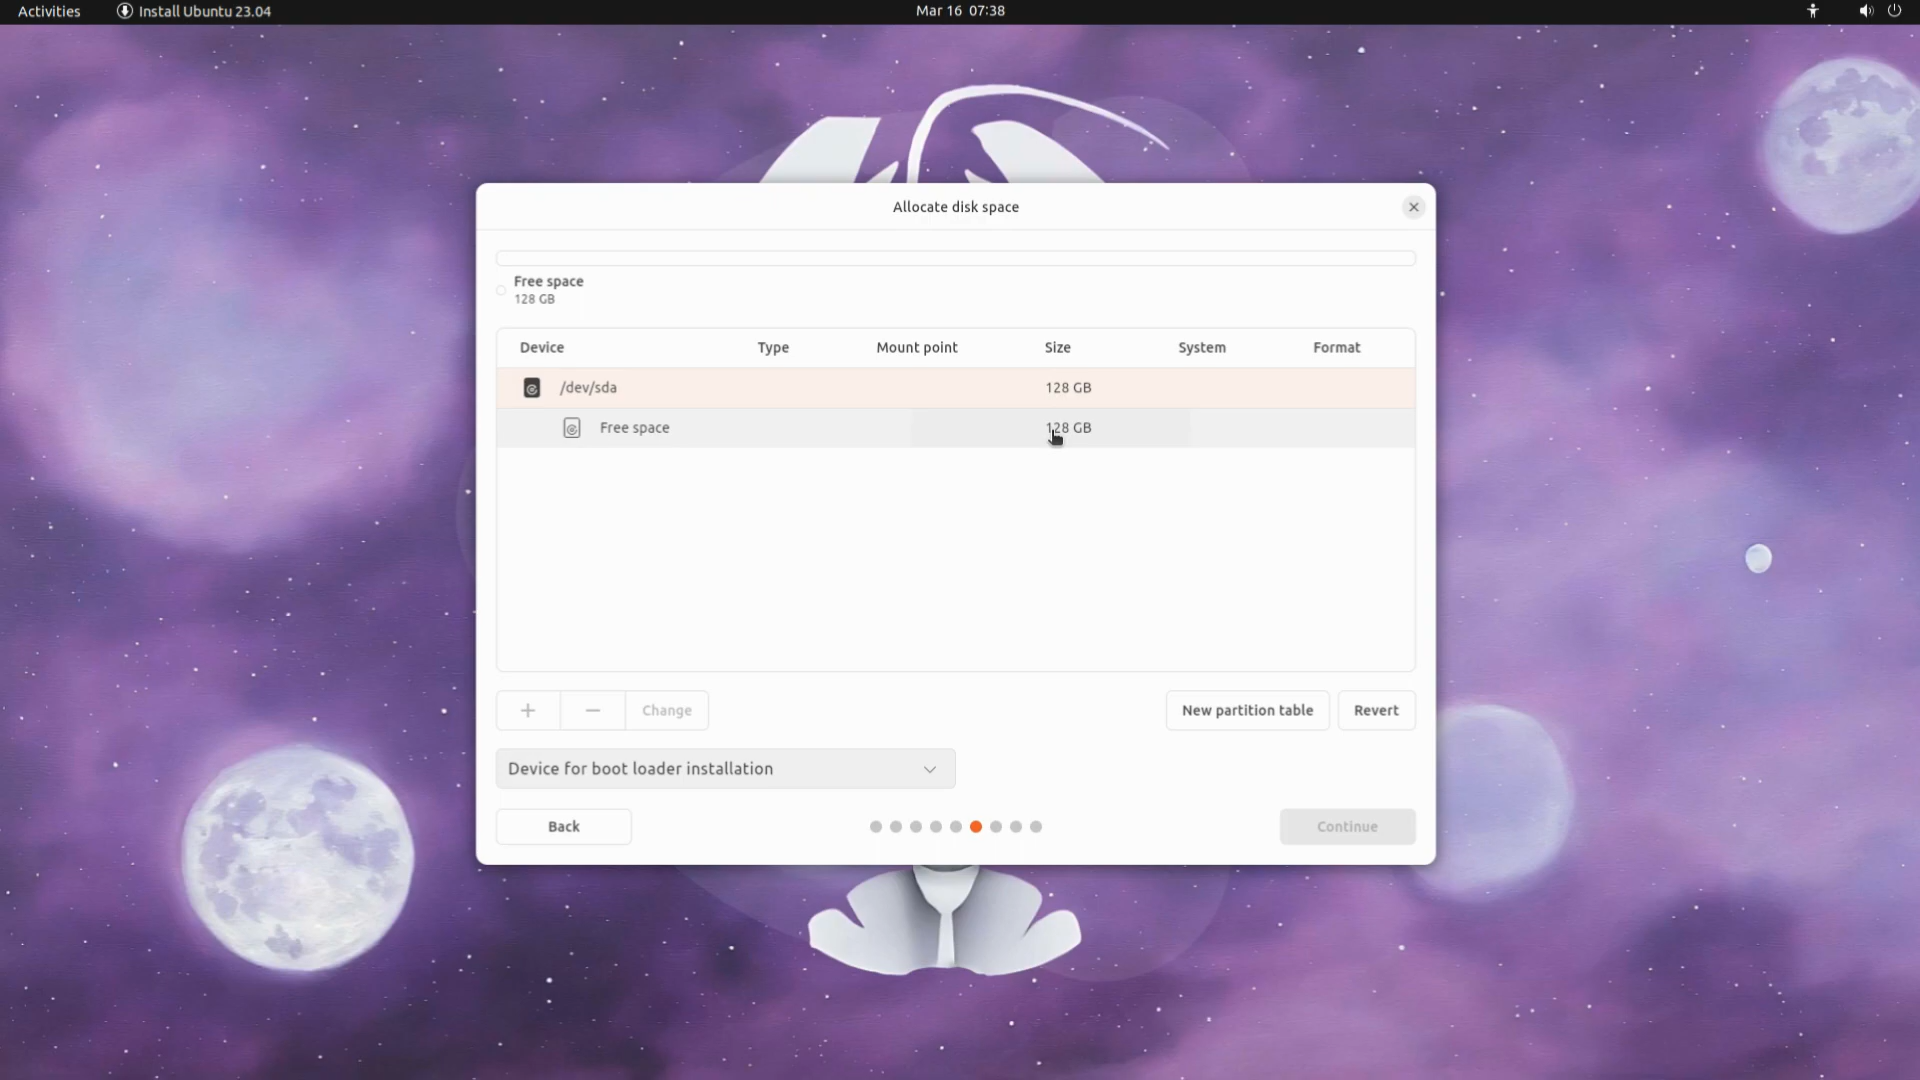 Activities
Install Ubuntu 23.04
Mar 16 07:38
Allocate disk space
Free space
128 GB
Device Type Mount point Size System Format
/dev/sda 128 GB
Free space 128 GB
+ − Change
New partition table
Revert
Device for boot loader installation
Back
Continue